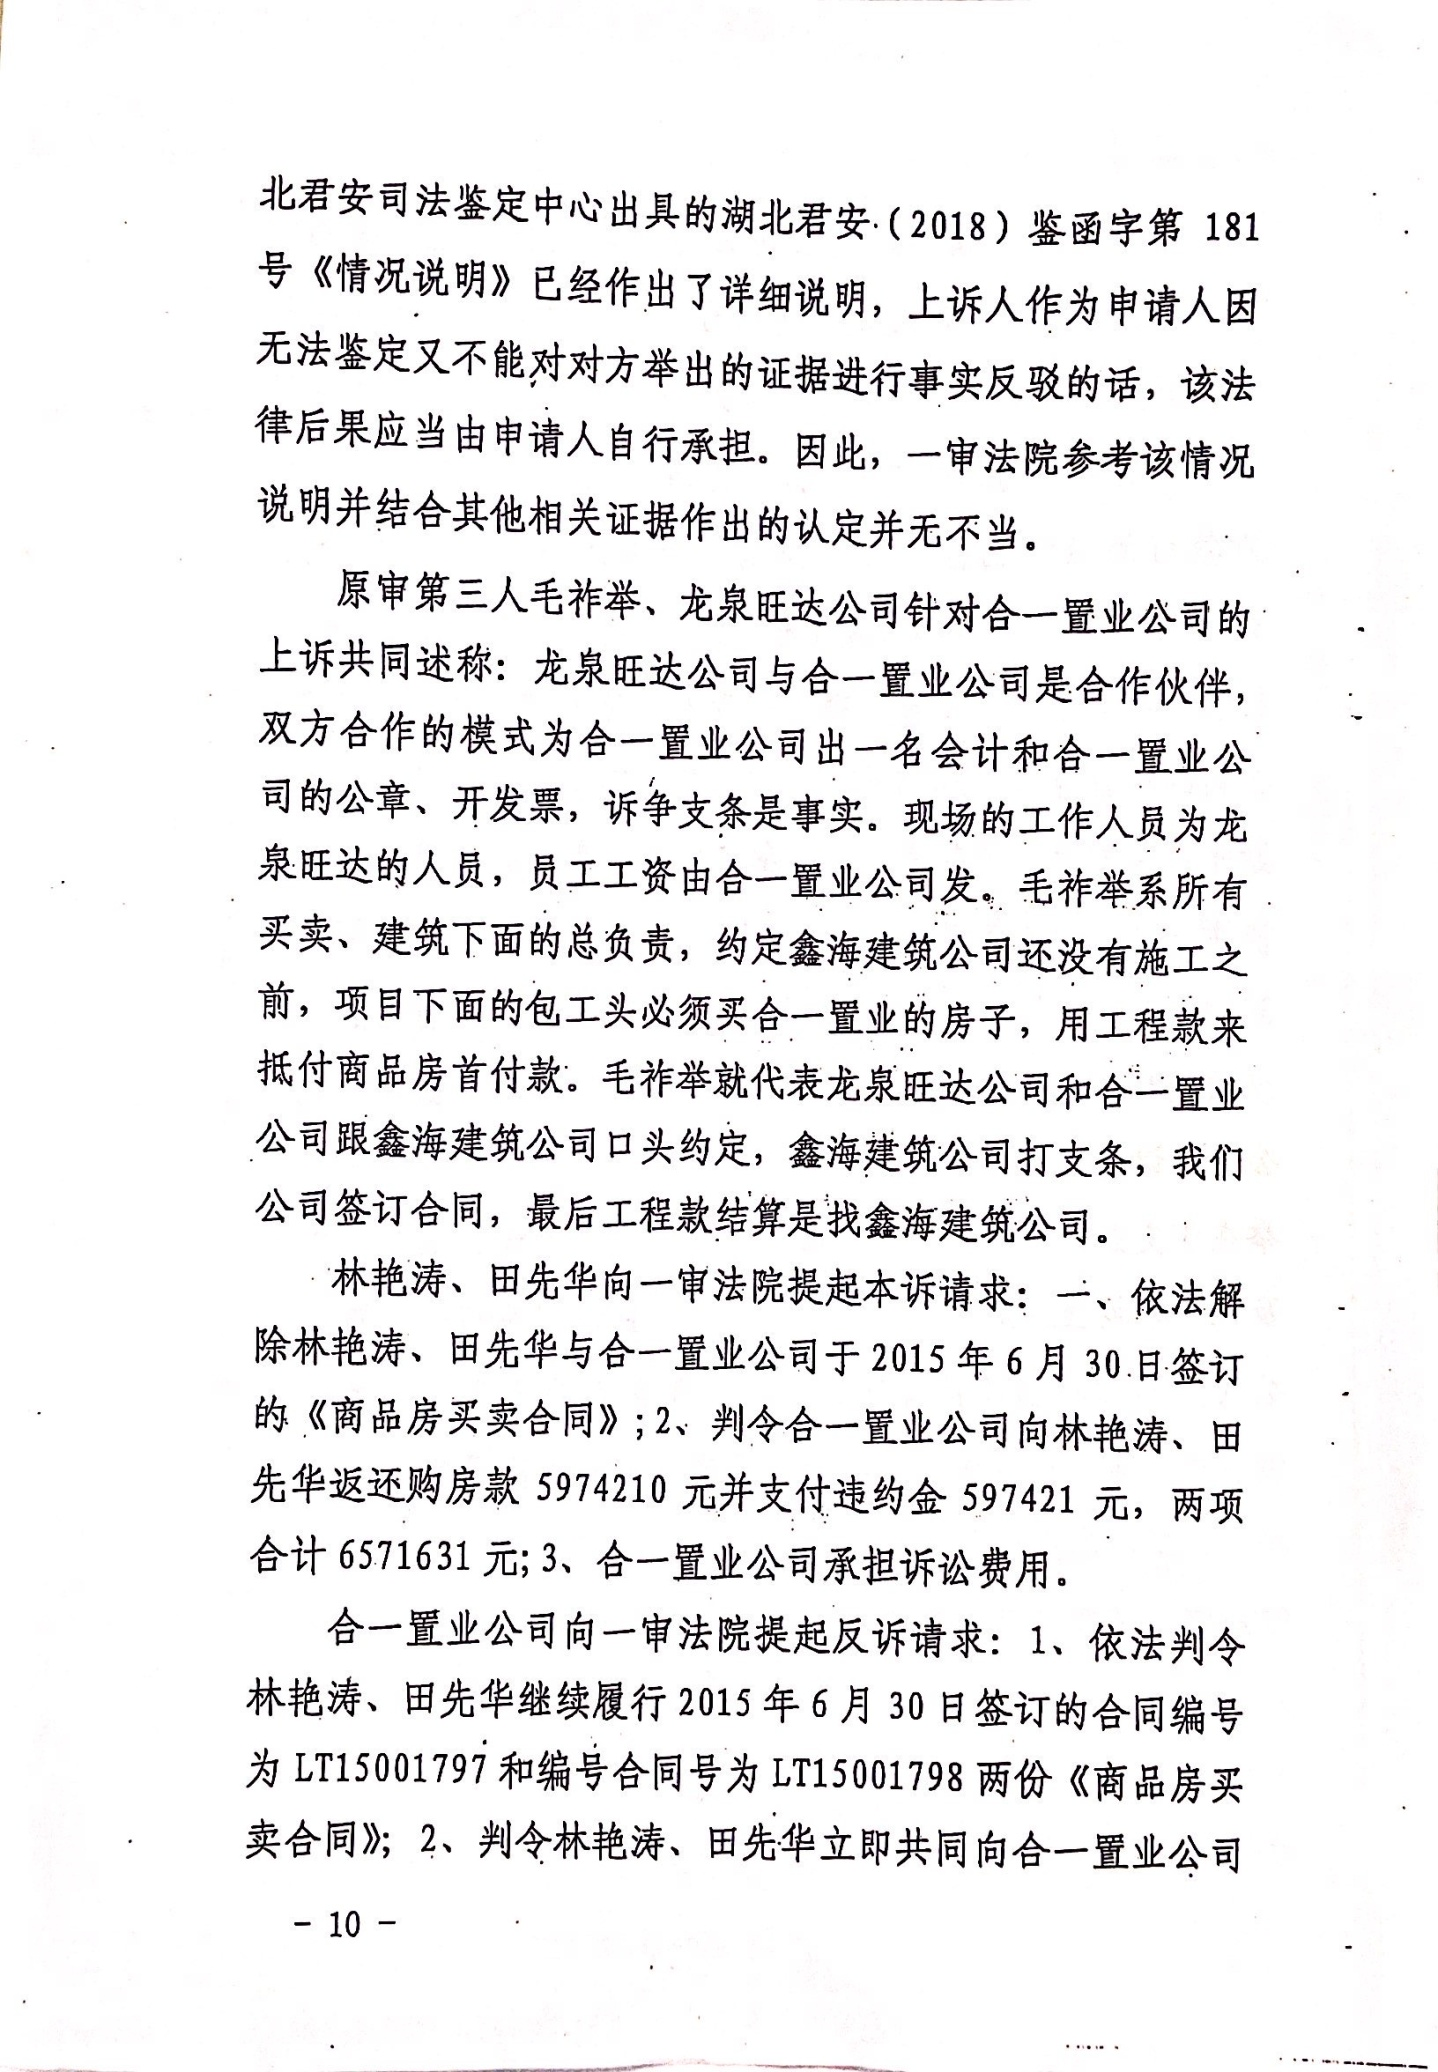 北君安司法鉴定中心出具的湖北君安（2018）鉴函字第 181
号《情况说明》已经作出了详细说明，上诉人作为申请人因
无法鉴定又不能对对方举出的证据进行事实反驳的话，该法
律后果应当由申请人自行承担。因此，一审法院参考该情况
说明并结合其他相关证据作出的认定并无不当。
原审第三人毛祚举、龙泉旺达公司针对合一置业公司的
上诉共同述称：龙泉旺达公司与合一置业公司是合作伙伴，
双方合作的模式为合一置业公司出一名会计和合一置业公
司的公章、开发票，诉争支条是事实。现场的工作人员为龙
泉旺达的人员，员工工资由合一置业公司发。毛祚举系所有
买卖、建筑下面的总负责，约定鑫海建筑公司还没有施工之
前，项目下面的包工头必须买合一置业的房子，用工程款来
抵付商品房首付款。毛祚举就代表龙泉旺达公司和合一置业
公司跟鑫海建筑公司口头约定，鑫海建筑公司打支条，我们
公司签订合同，最后工程款结算是找鑫海建筑公司。
林艳涛、田先华向一审法院提起本诉请求：一、依法解
除林艳涛、田先华与合一置业公司于 2015 年 6 月 30 日签订
的《商品房买卖合同》;2、判令合一置业公司向林艳涛、田
先华返还购房款 5974210 元并支付违约金 597421 元，两项
合计 6571631 元;3、合一置业公司承担诉讼费用。
合一置业公司向一审法院提起反诉请求：1、依法判令
林艳涛、田先华继续履行 2015 年 6 月 30 日签订的合同编号
为 LT15001797 和编号合同号为 LT15001798 两份《商品房买
卖合同》；2、判令林艳涛、田先华立即共同向合一置业公司
- 10 -